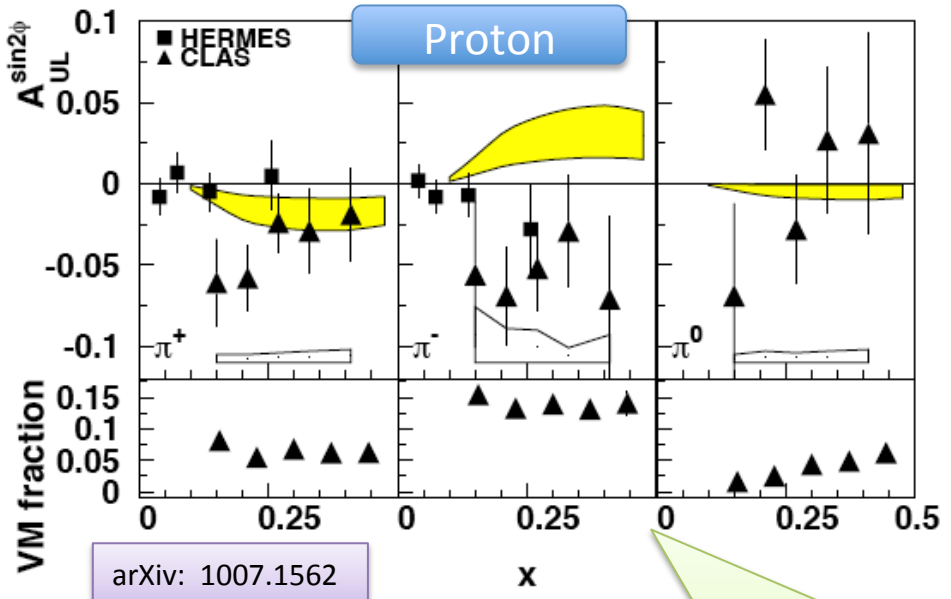 Proton
■ HERMES
▲ CLAS
A UL sin2ϕ
0.1
0.05
0
-0.05
-0.1
π+
π-
π0
VM fraction
0.15
0.1
0.05
0
0 0.25 0 0.25 0 0.25 0.5
x
arXiv: 1007.1562